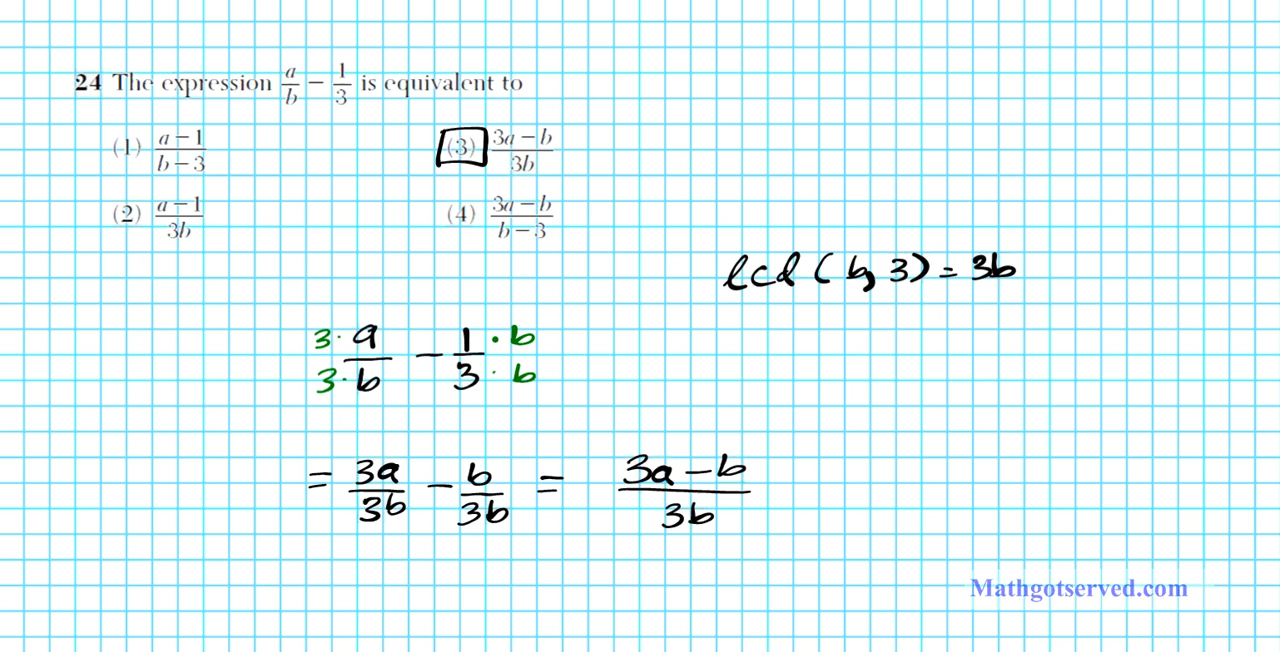 24 The expression a/b − 1/3 is equivalent to
(1) (a − 1)/(b − 3) (3) (3a − b)/(3b)
(2) (a − 1)/(3b) (4) (3a − b)/(b − 3)
lcd (b, 3) = 3b
(3 · a)/(3 · b) − (1 · b)/(3 · b)
= 3a/3b − b/3b = (3a − b)/(3b)
Mathgotserved.com